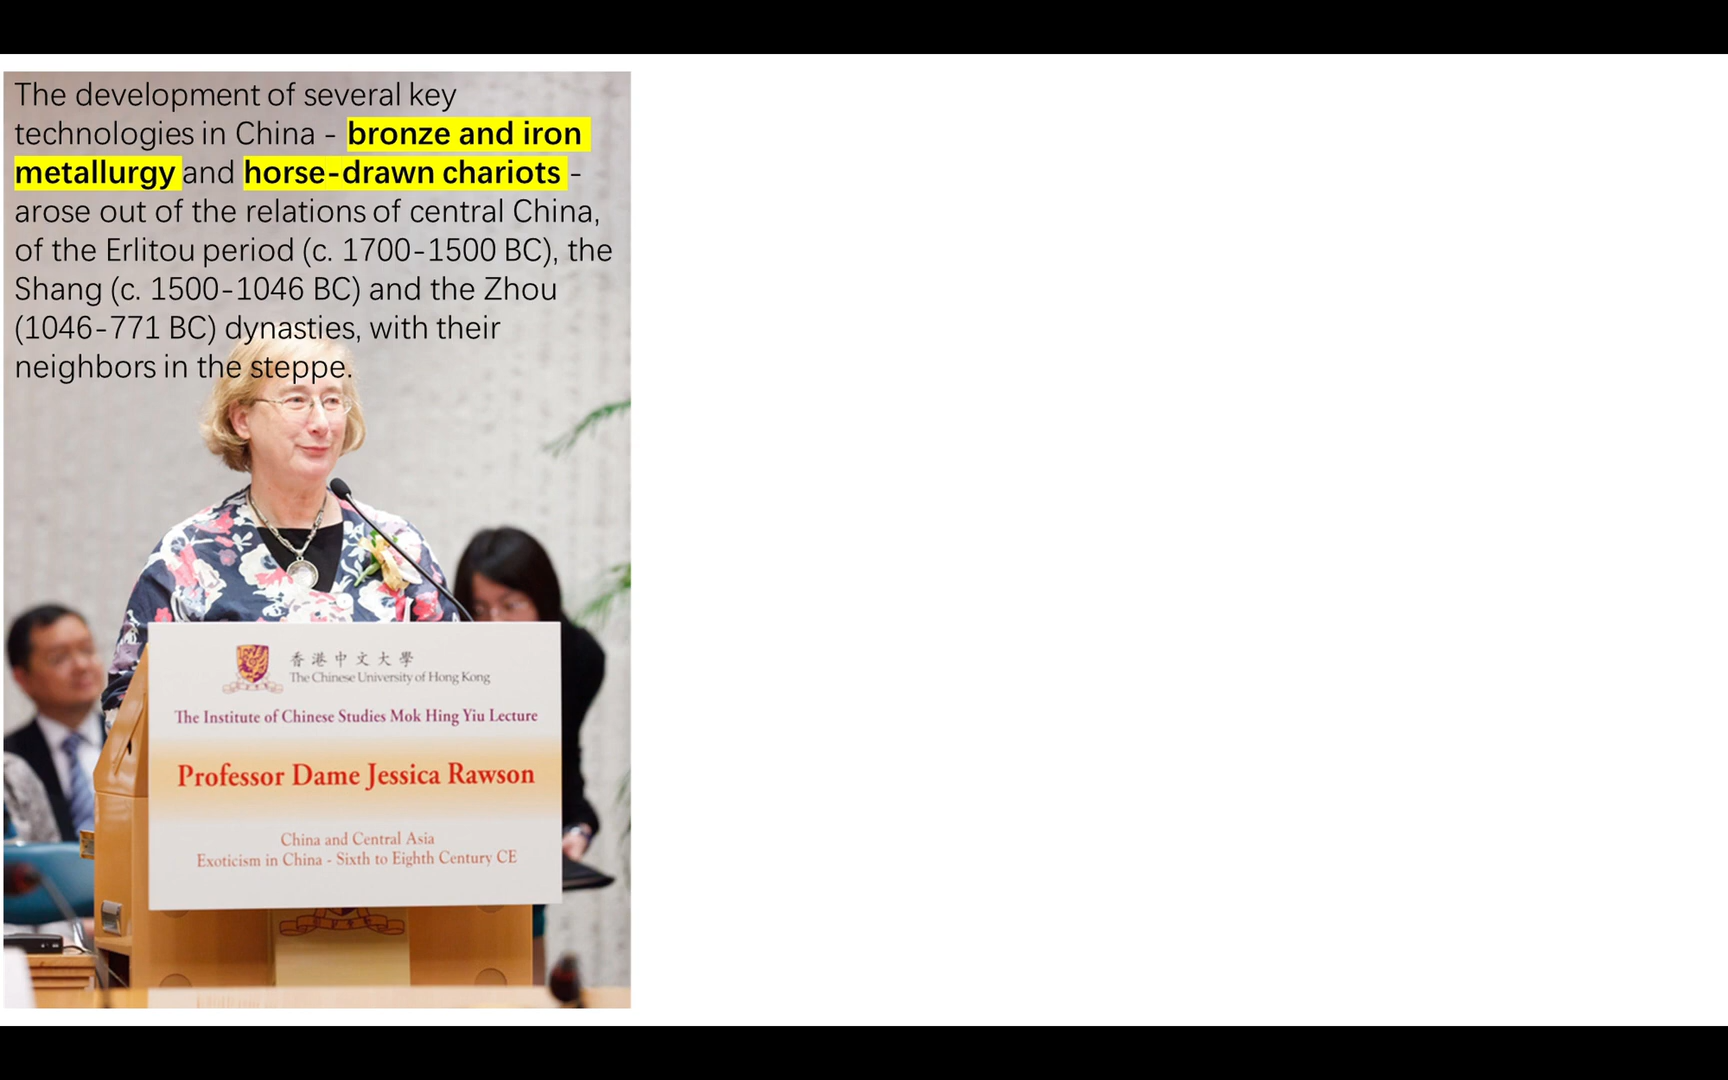 The development of several key
technologies in China - bronze and iron
metallurgy and horse-drawn chariots -
arose out of the relations of central China,
of the Erlitou period (c. 1700-1500 BC), the
Shang (c. 1500-1046 BC) and the Zhou
(1046-771 BC) dynasties, with their
neighbors in the steppe.
香港中文大學
The Chinese University of Hong Kong
The Institute of Chinese Studies Mok Hing Yiu Lecture
Professor Dame Jessica Rawson
China and Central Asia
Exoticism in China - Sixth to Eighth Century CE